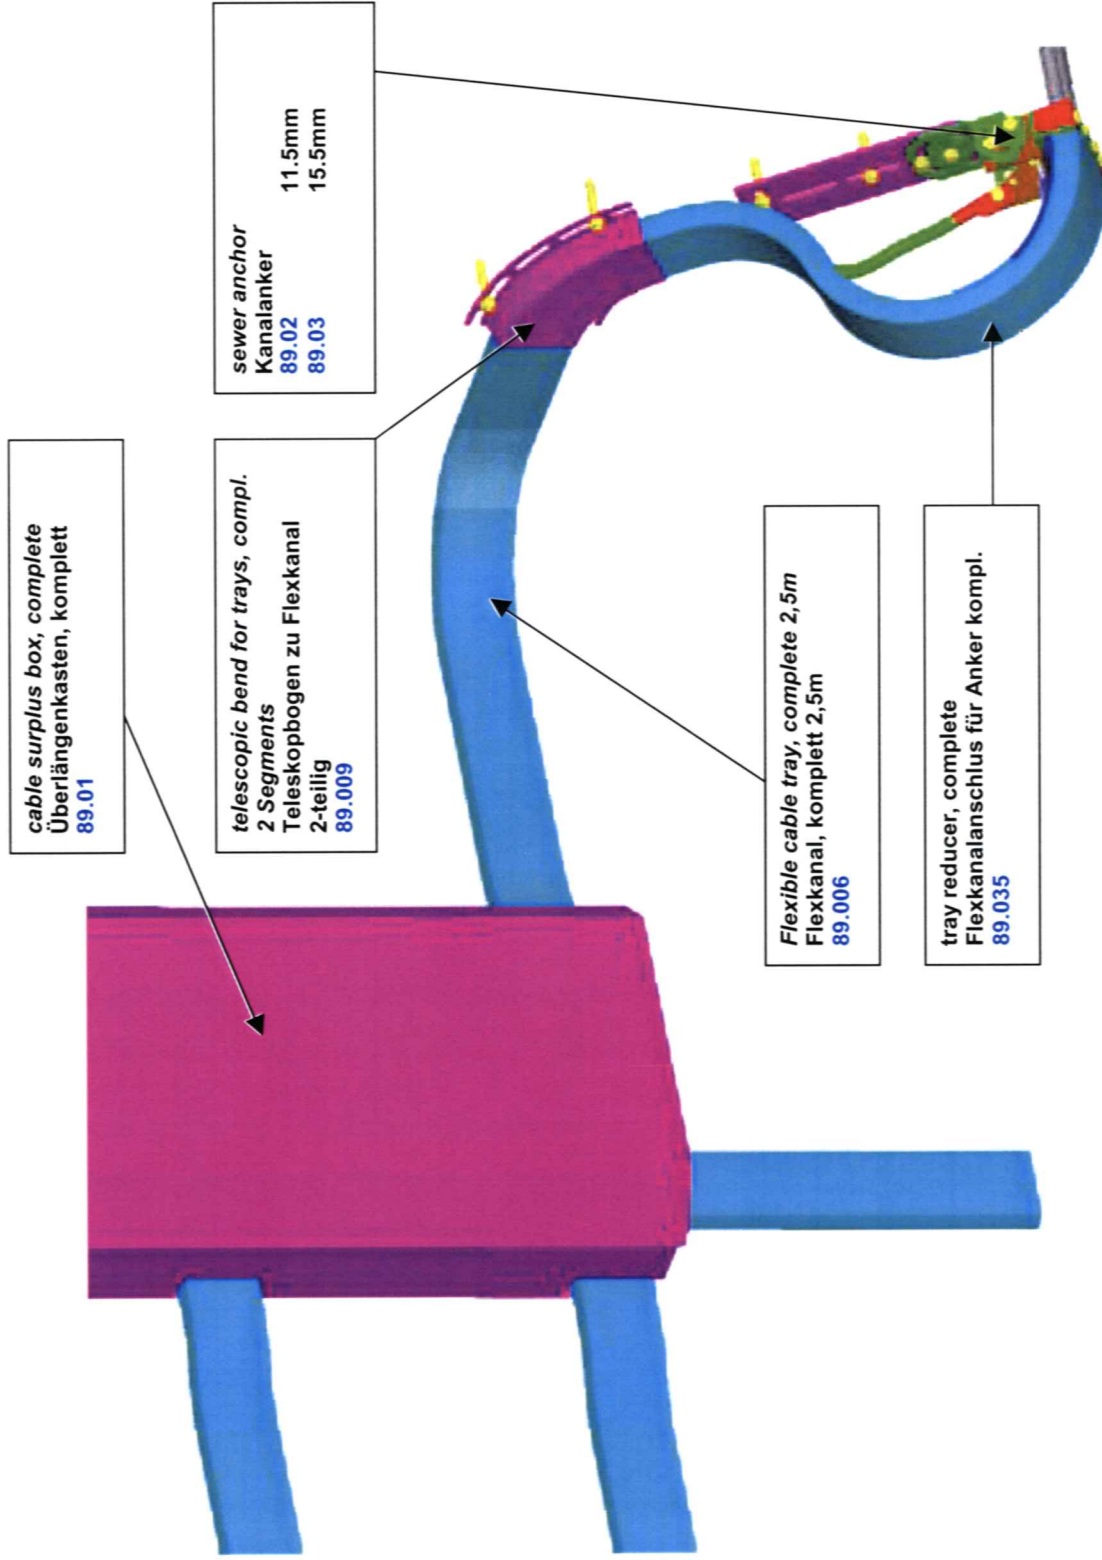 cable surplus box, complete
Überlängenkasten, komplett
89.01
telescopic bend for trays, compl.
2 Segments
Teleskopbogen zu Flexkanal
2-teilig
89.009
sewer anchor
Kanalanker
89.02 11.5mm
89.03 15.5mm
Flexible cable tray, complete 2,5m
Flexkanal, komplett 2,5m
89.006
tray reducer, complete
Flexkanalanschlus für Anker kompl.
89.035